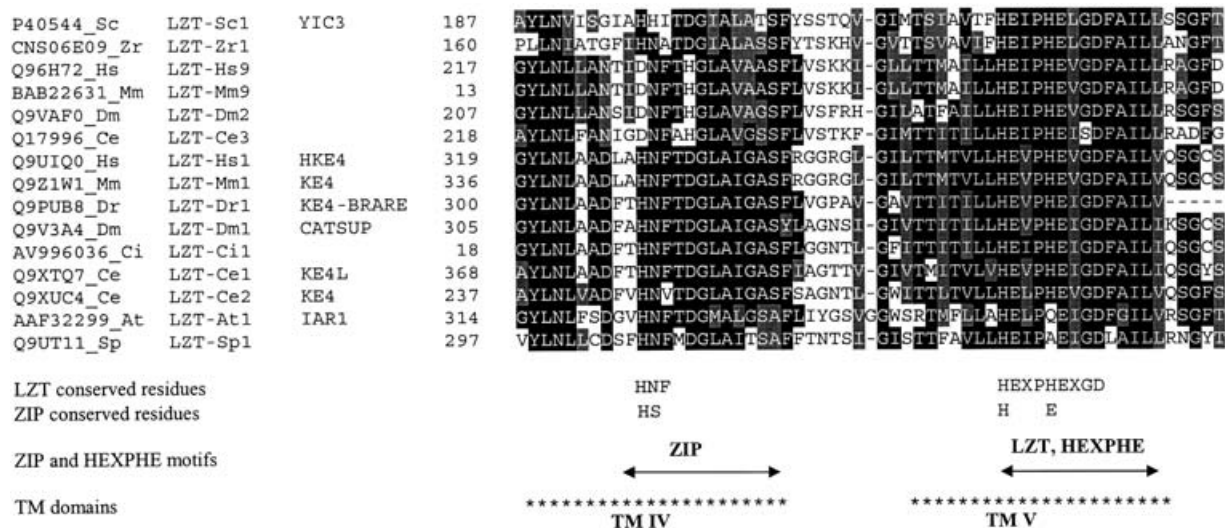 P40544_Sc LZT-Sc1 YIC3 187 AYLNVISGIAHHITDGIALATSFYSSTQV-GIMTSIAVTFHEIPHELGDFAILLSSGFT
CNS06E09_Zr LZT-Zr1 160 PLLNIATGFIHNATDGIALASSFYTSKHV-GVTTSVAVIFHEIPHELGDFAILLANGFT
Q96H72_Hs LZT-Hs9 217 GYLNLLANTIDNFTHGLAVAASFLVSKKI-GLLTTMAILLHEIPHEVGDFAILLRAGFD
BAB22631_Mm LZT-Mm9 13 GYLNLLANTIDNFTHGLAVAASFLVSKKI-GLLTTMAILLHEIPHEVGDFAILLRAGFD
Q9VAF0_Dm LZT-Dm2 207 GYLNLLANSIDNFTHGLAVAGSFLVSFRH-GILATFAILLHEIPHEVGDFAILLRSGFS
Q17996_Ce LZT-Ce3 218 AYLNLFANIGDNFAHGLAVGSSFLVSTKF-GIMTTITILLHEIPHEISDFAILLRADFG
Q9UIQ0_Hs LZT-Hs1 HKE4 319 GYLNLAADLAHNFTDGLAIGASFRGGRGL-GILTTMTVLLHEVPHEVGDFAILVQSGCS
Q9Z1W1_Mm LZT-Mm1 KE4 336 GYLNLAADLAHNFTDGLAIGASFRGGRGL-GILTTMTVLLHEVPHEVGDFAILVQSGCS
Q9PUB8_Dr LZT-Dr1 KE4-BRARE 300 GYLNLAADFTHNFTDGLAIGASFLVGPAV-GAVTTITILLHEVPHEVGDFAILV-----
Q9V3A4_Dm LZT-Dm1 CATSUP 305 GYLNLAADFAHNFTDGLAIGASYLAGNSI-GIVTTITILLHEVPHEIGDFAILIKSGCS
AV996036_Ci LZT-Ci1 18 GYLNLAADFTHNFTDGLAIGASFLGGNTL-GFITTITILLHEIPHEIGDFAILIQSGCS
Q9XTQ7_Ce LZT-Ce1 KE4L 368 AYLNLAADFTHNFTDGLAIGASFIAGTTV-GIVTMITVLVHEVPHEIGDFAILIQSGYS
Q9XUC4_Ce LZT-Ce2 KE4 237 AYLNLVADFVHNVTDGLAIGASFSAGNTL-GWITTLTVLLHEVPHEVGDFAILVQSGFS
AAF32299_At LZT-At1 IAR1 314 GYLNLFSDGVHNFTDGMALGSAFLIYGSVGGWSRTMFLLAHELPQEIGDFGILVRSGFT
Q9UT11_Sp LZT-Sp1 297 VYLNLLCDSFHNFMDGLAITSAFFTNTSI-GISTTFAVLLHEIPAEIGDLAILLRNGYT
LZT conserved residues HNF HEXPHEXGD
ZIP conserved residues HS H E
ZIP and HEXPHE motifs ZIP LZT, HEXPHE
TM domains ********************** **********************
TM IV TM V